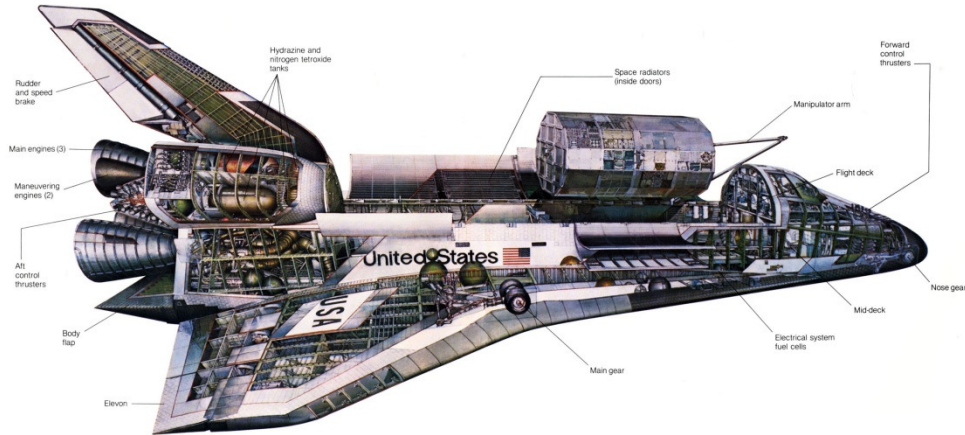 Hydrazine and
nitrogen tetroxide
tanks
Forward
control
thrusters
Rudder
and speed
brake
Space radiators
(inside doors)
Manipulator arm
Main engines (3)
Flight deck
Maneuvering
engines (2)
Aft
control
thrusters
United States
USA
Nose gear
Mid-deck
Body
flap
Electrical system
fuel cells
Main gear
Elevon